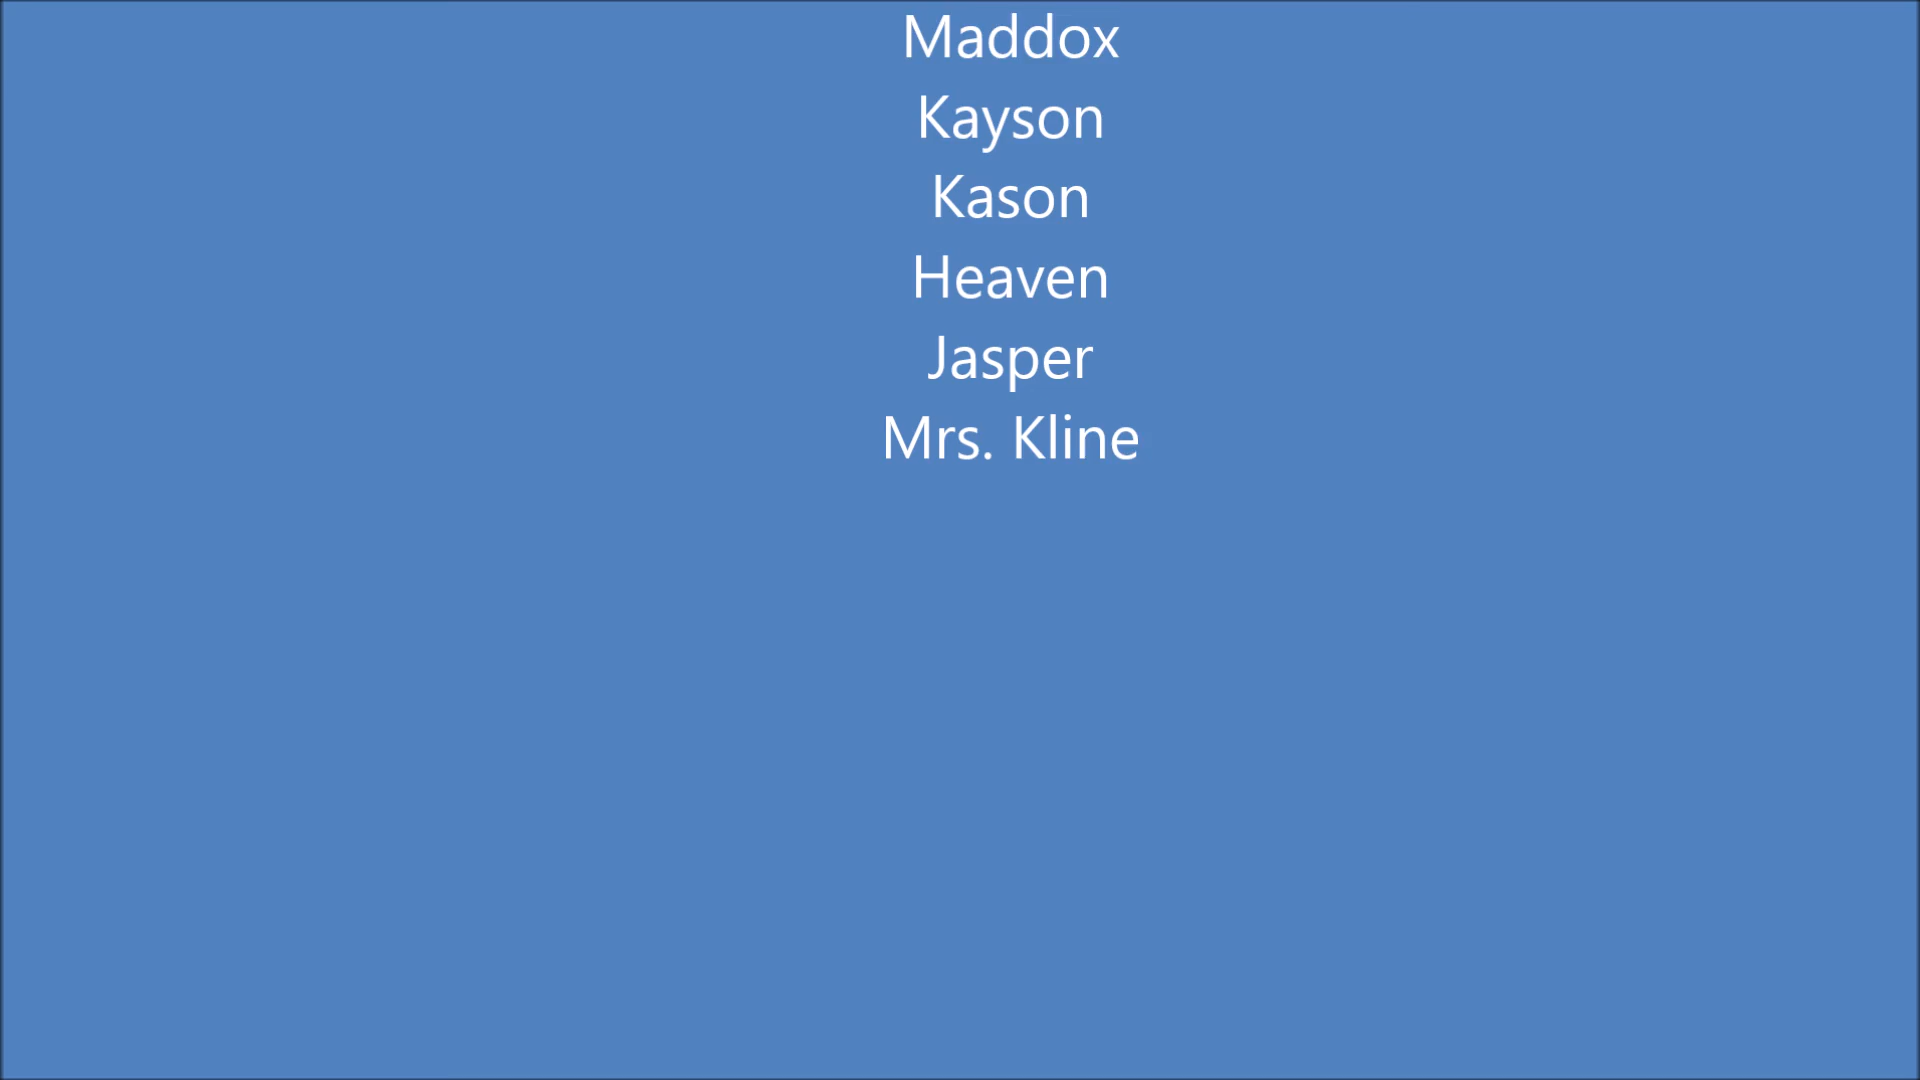 Maddox
Kayson
Kason
Heaven
Jasper
Mrs. Kline